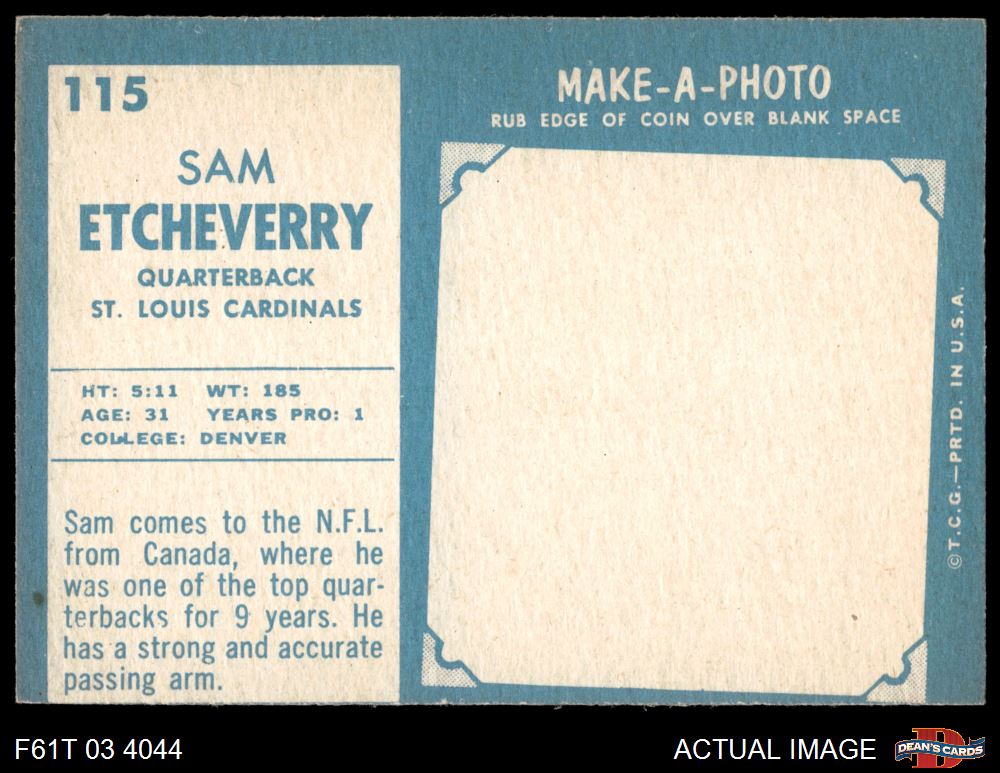 115
SAM
ETCHEVERRY
QUARTERBACK
ST. LOUIS CARDINALS
HT: 5:11 WT: 185
AGE: 31 YEARS PRO: 1
COLLEGE: DENVER
Sam comes to the N.F.L.
from Canada, where he
was one of the top quar-
terbacks for 9 years. He
has a strong and accurate
passing arm.
MAKE-A-PHOTO
RUB EDGE OF COIN OVER BLANK SPACE
©T.C.G.—PRTD. IN U.S.A.
F61T 03 4044
ACTUAL IMAGE
D
DEAN'S CARDS